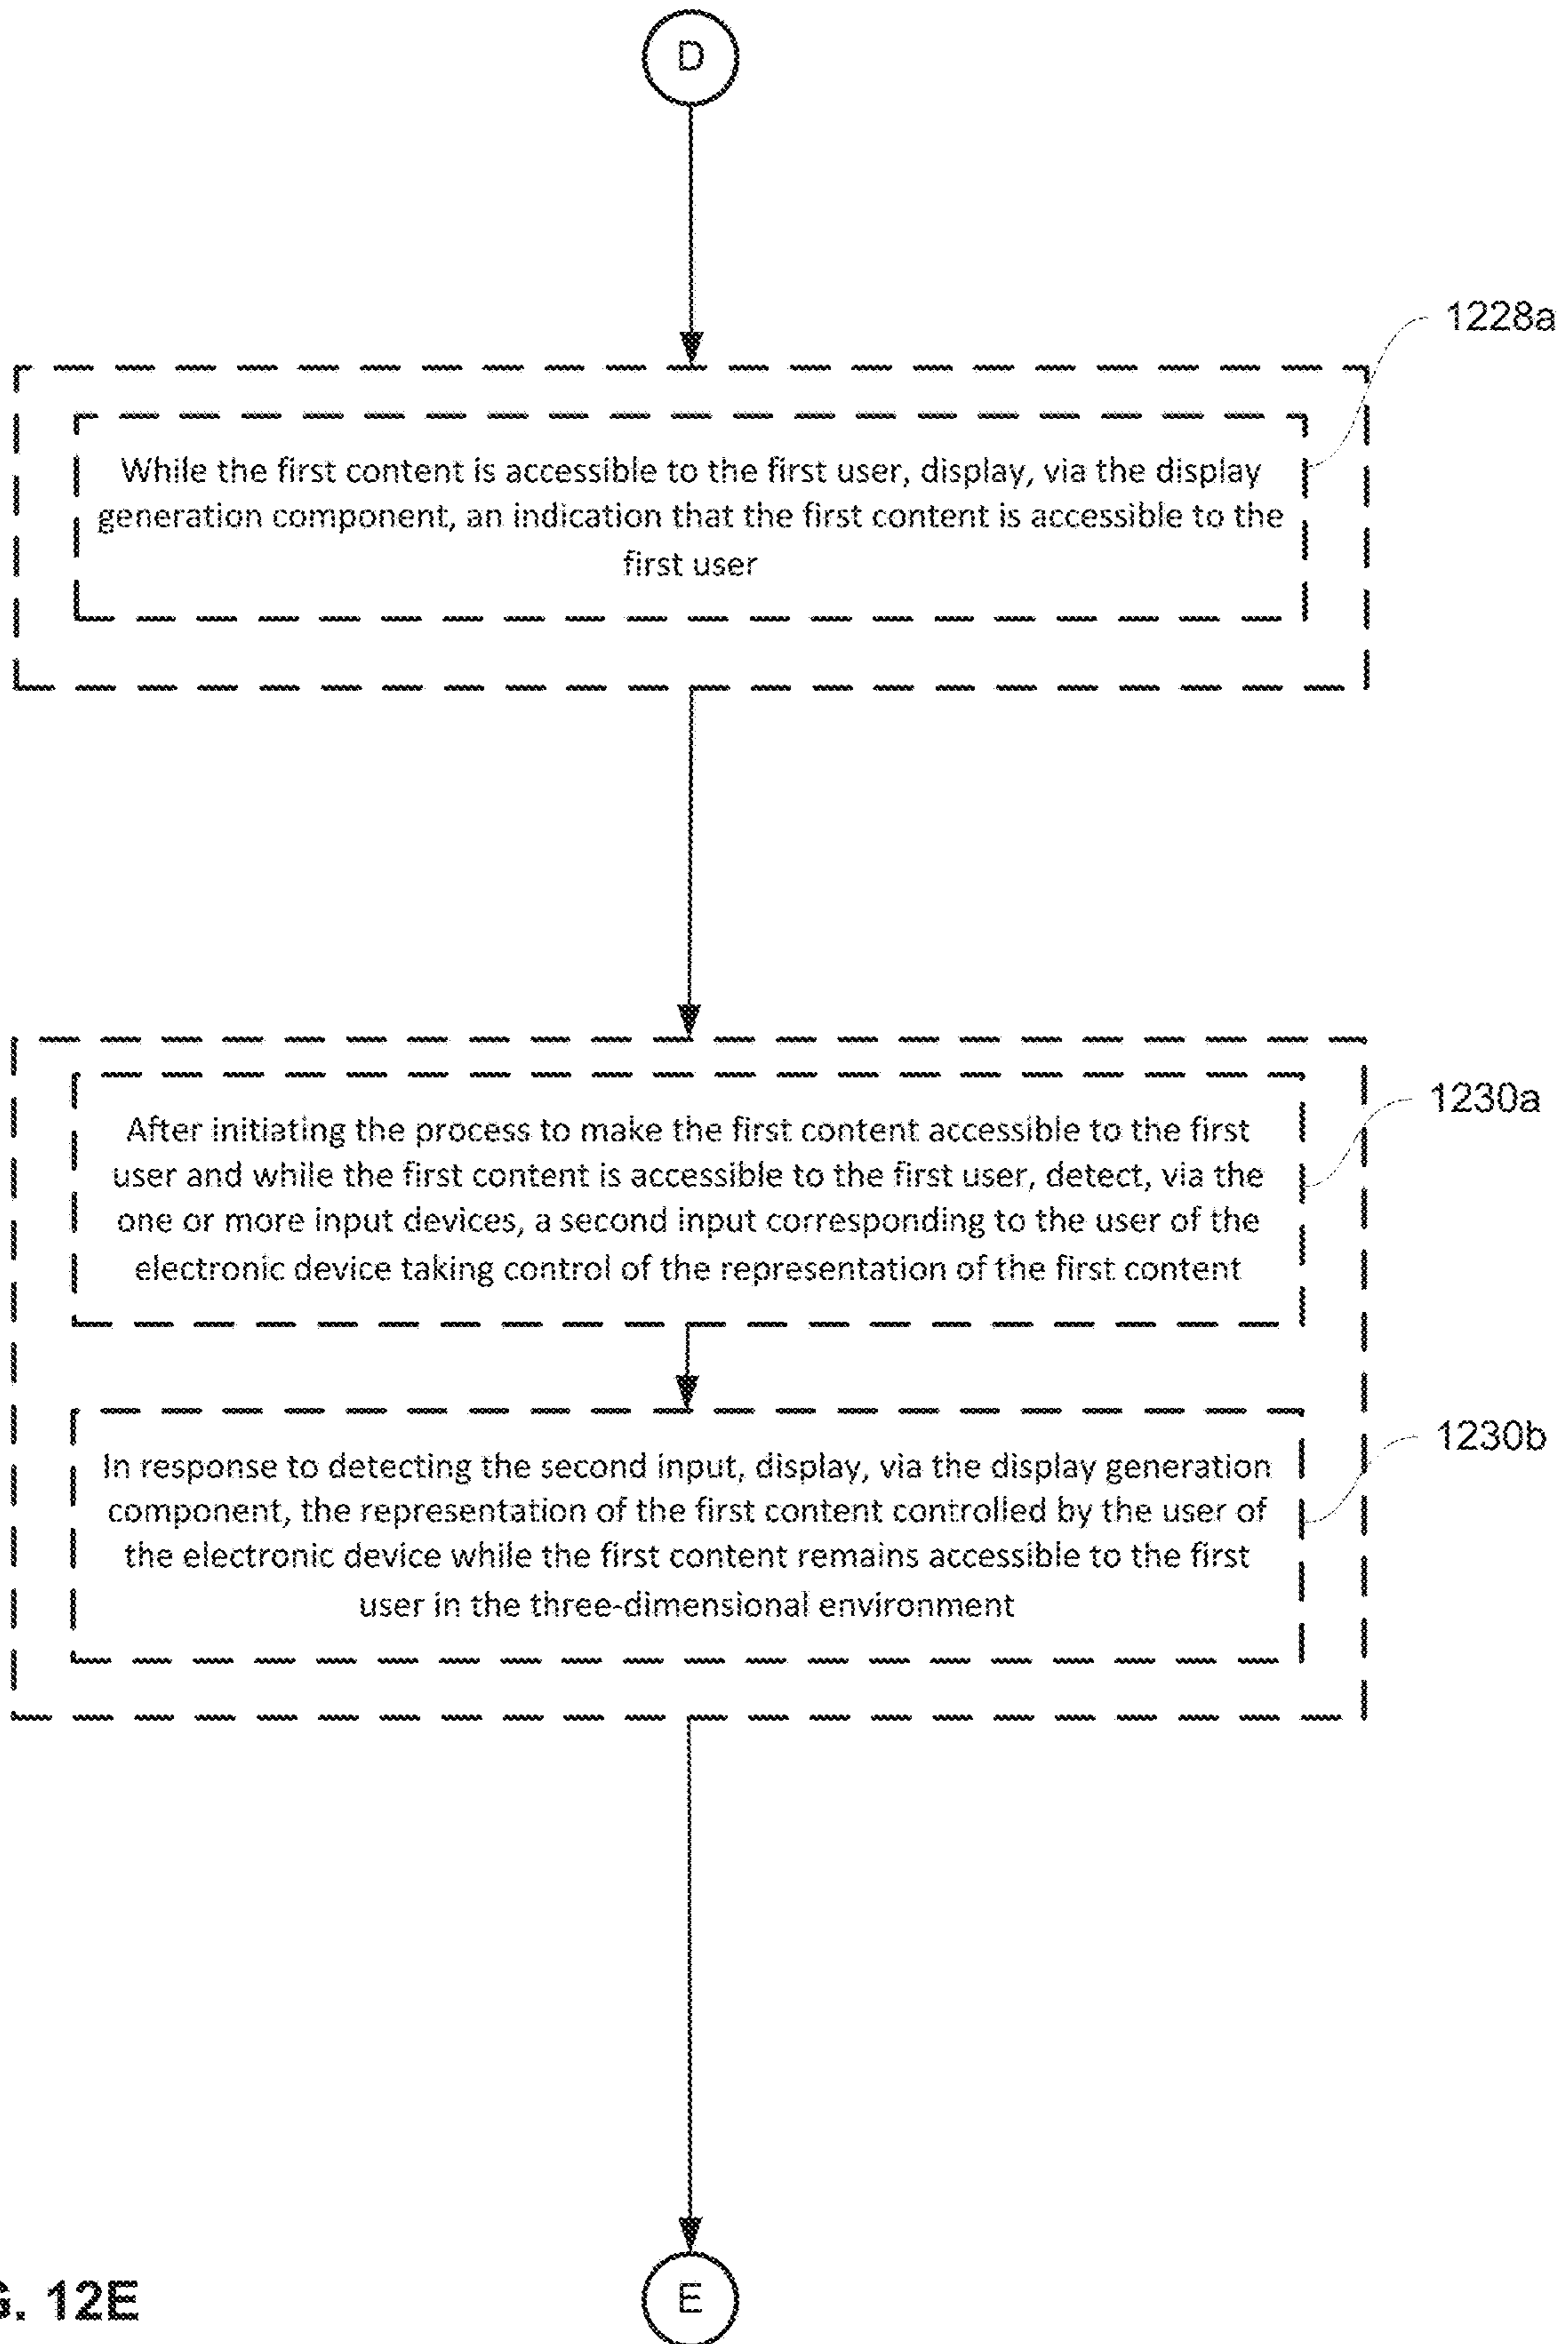 D
1228a
While the first content is accessible to the first user, display, via the display
generation component, an indication that the first content is accessible to the
first user
1230a
After initiating the process to make the first content accessible to the first
user and while the first content is accessible to the first user, detect, via the
one or more input devices, a second input corresponding to the user of the
electronic device taking control of the representation of the first content
1230b
In response to detecting the second input, display, via the display generation
component, the representation of the first content controlled by the user of
the electronic device while the first content remains accessible to the first
user in the three-dimensional environment
G. 12E
E